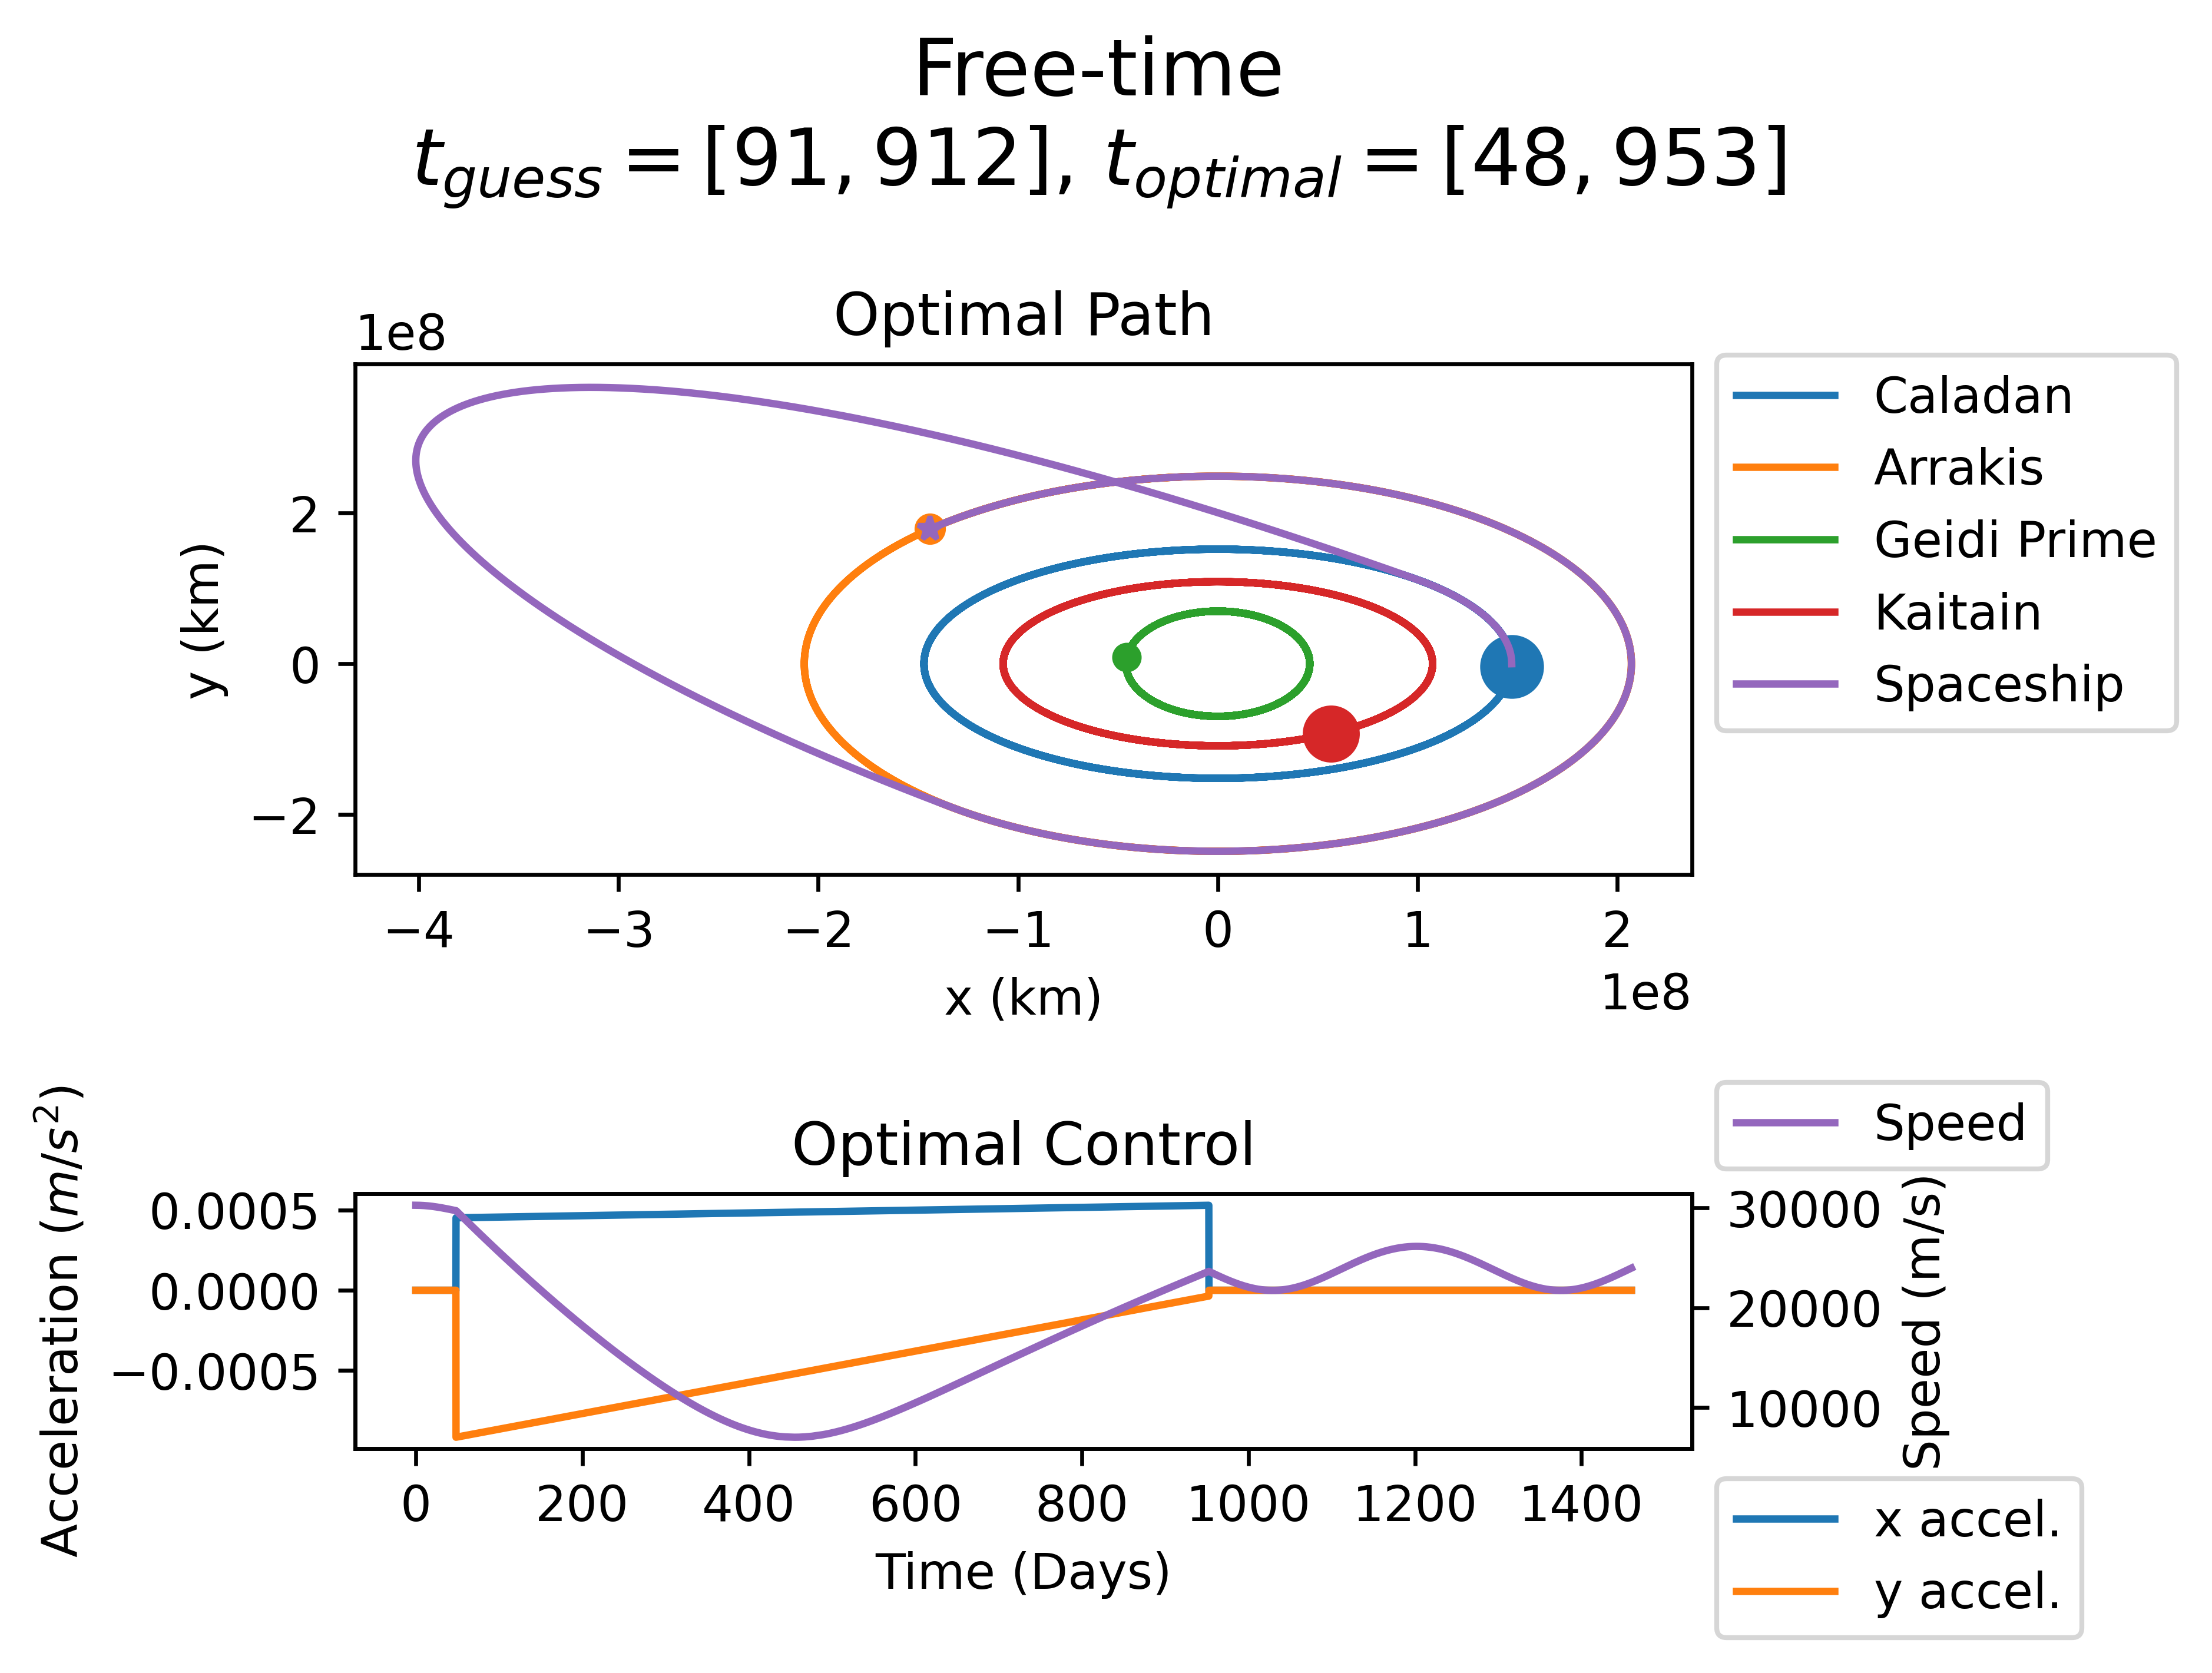 Free-time
t_guess = [91, 912], t_optimal = [48, 953]
Optimal Path
1e8
y (km)
2
0
−2
−4 −3 −2 −1 0 1 2
x (km)
1e8
Caladan
Arrakis
Geidi Prime
Kaitain
Spaceship
Optimal Control
Acceleration (m/s²)
0.0005
0.0000
−0.0005
0 200 400 600 800 1000 1200 1400
Time (Days)
30000
20000
10000
Speed (m/s)
Speed
x accel.
y accel.